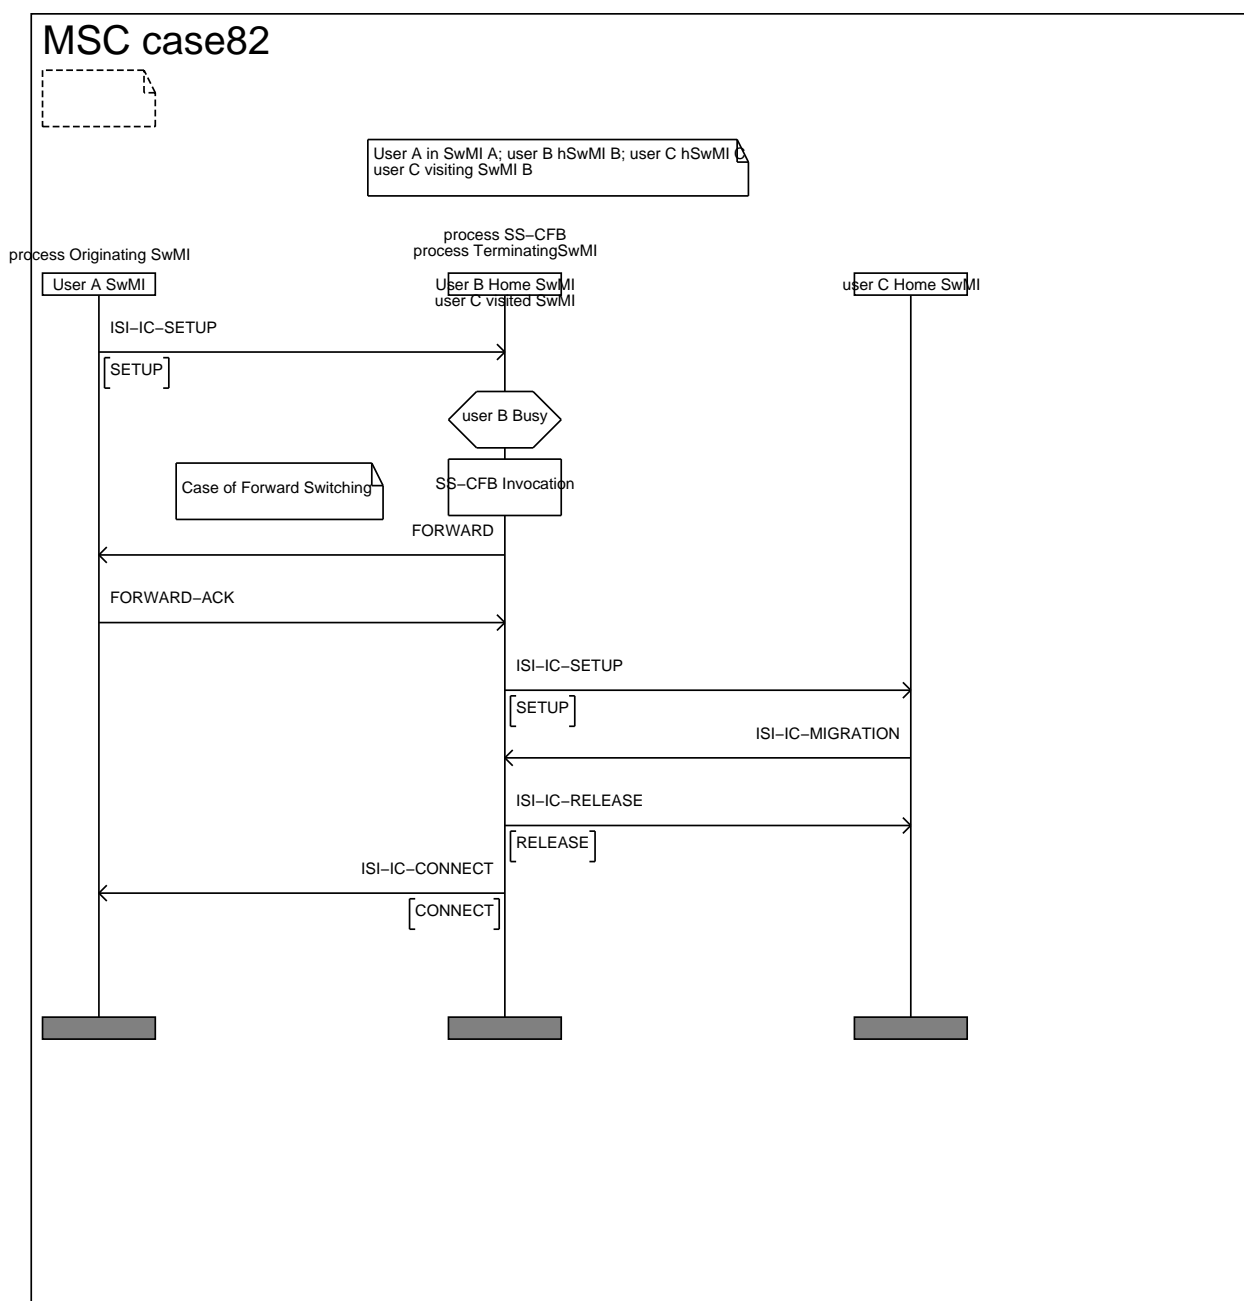 MSC case82
User A in SwMI A; user B hSwMI B; user C hSwMI C
user C visiting SwMI B
process SS−CFB
process Originating SwMI
process TerminatingSwMI
User A SwMI
User B Home SwMI
user C visited SwMI
user C Home SwMI
ISI−IC−SETUP
SETUP
user B Busy
Case of Forward Switching
SS−CFB Invocation
FORWARD
FORWARD−ACK
ISI−IC−SETUP
SETUP
ISI−IC−MIGRATION
ISI−IC−RELEASE
RELEASE
ISI−IC−CONNECT
CONNECT